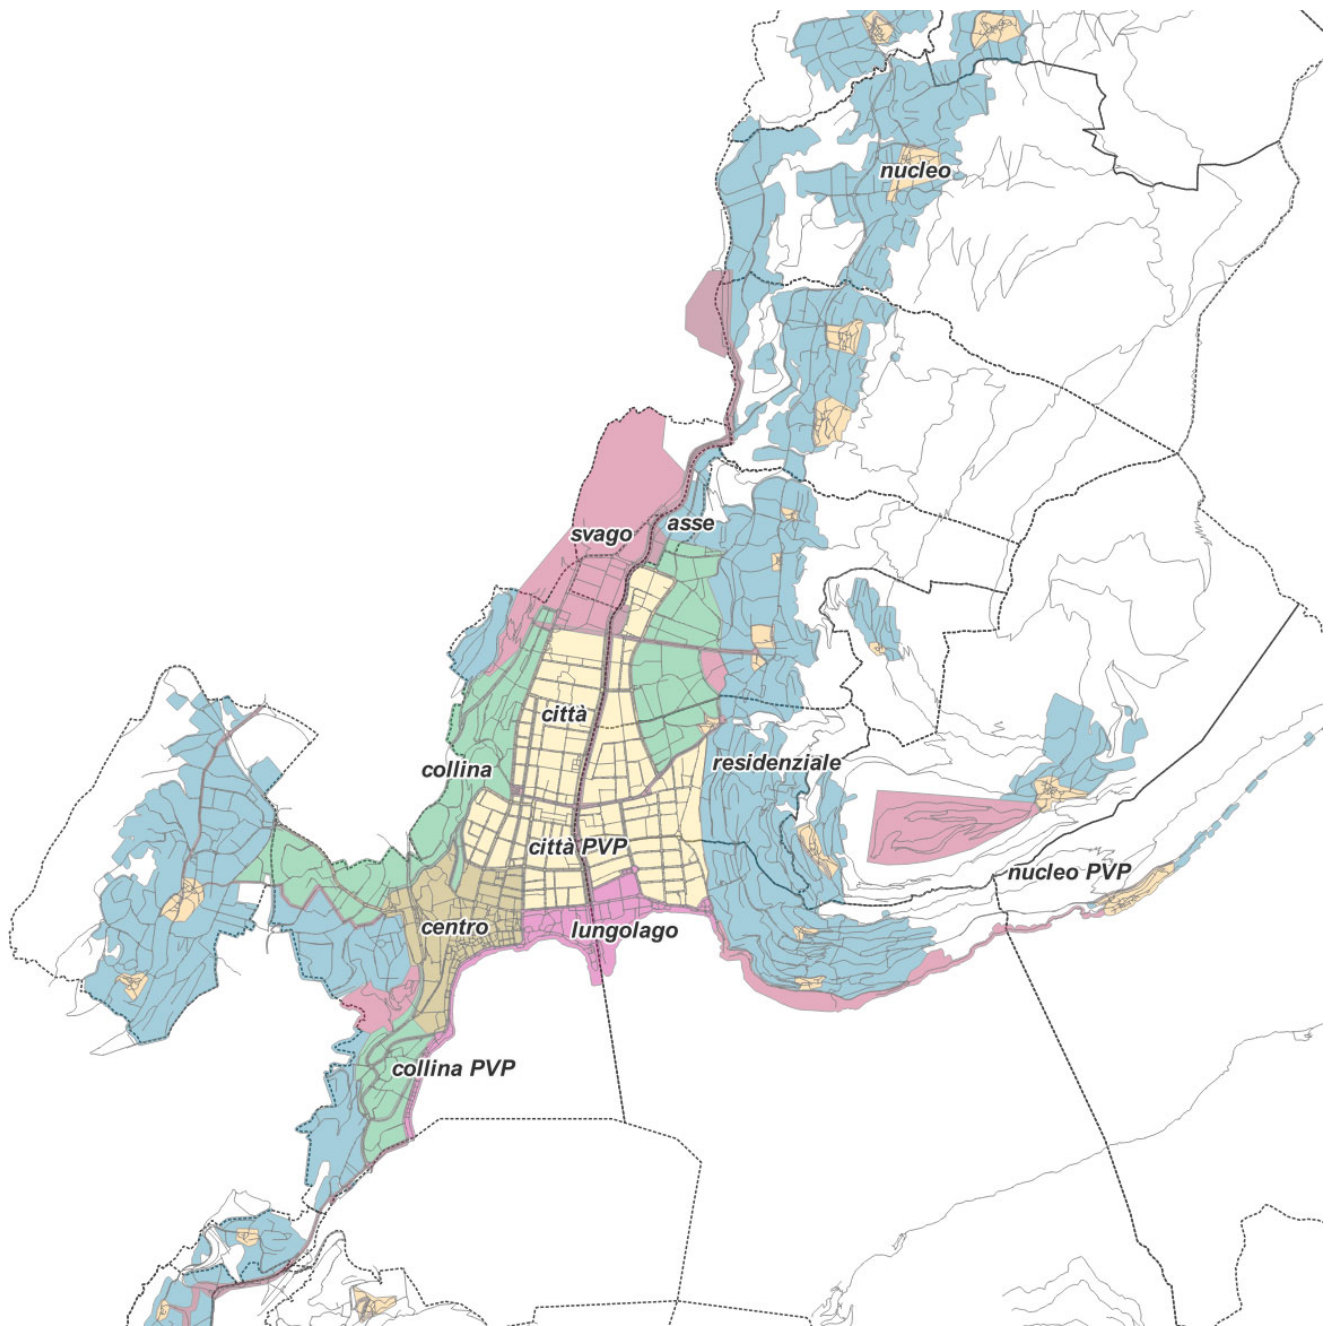 nucleo
asse
svago
città
residenziale
collina
città PVP
nucleo PVP
centro
lungolago
collina PVP